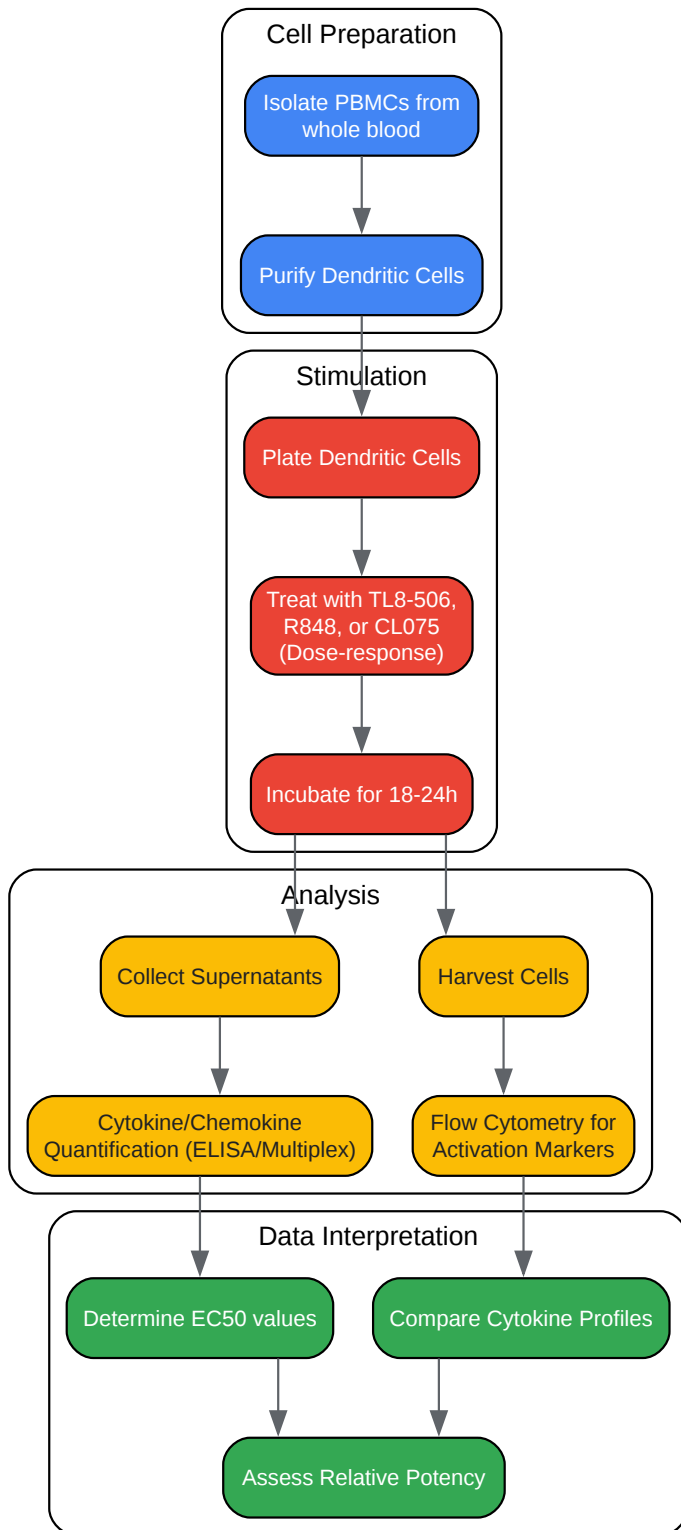 Cell Preparation
Isolate PBMCs from
whole blood
Purify Dendritic Cells
Stimulation
Plate Dendritic Cells
Treat with TL8-506,
R848, or CL075
(Dose-response)
Incubate for 18-24h
Analysis
Collect Supernatants
Harvest Cells
Cytokine/Chemokine
Quantification (ELISA/Multiplex)
Flow Cytometry for
Activation Markers
Data Interpretation
Determine EC50 values
Compare Cytokine Profiles
Assess Relative Potency